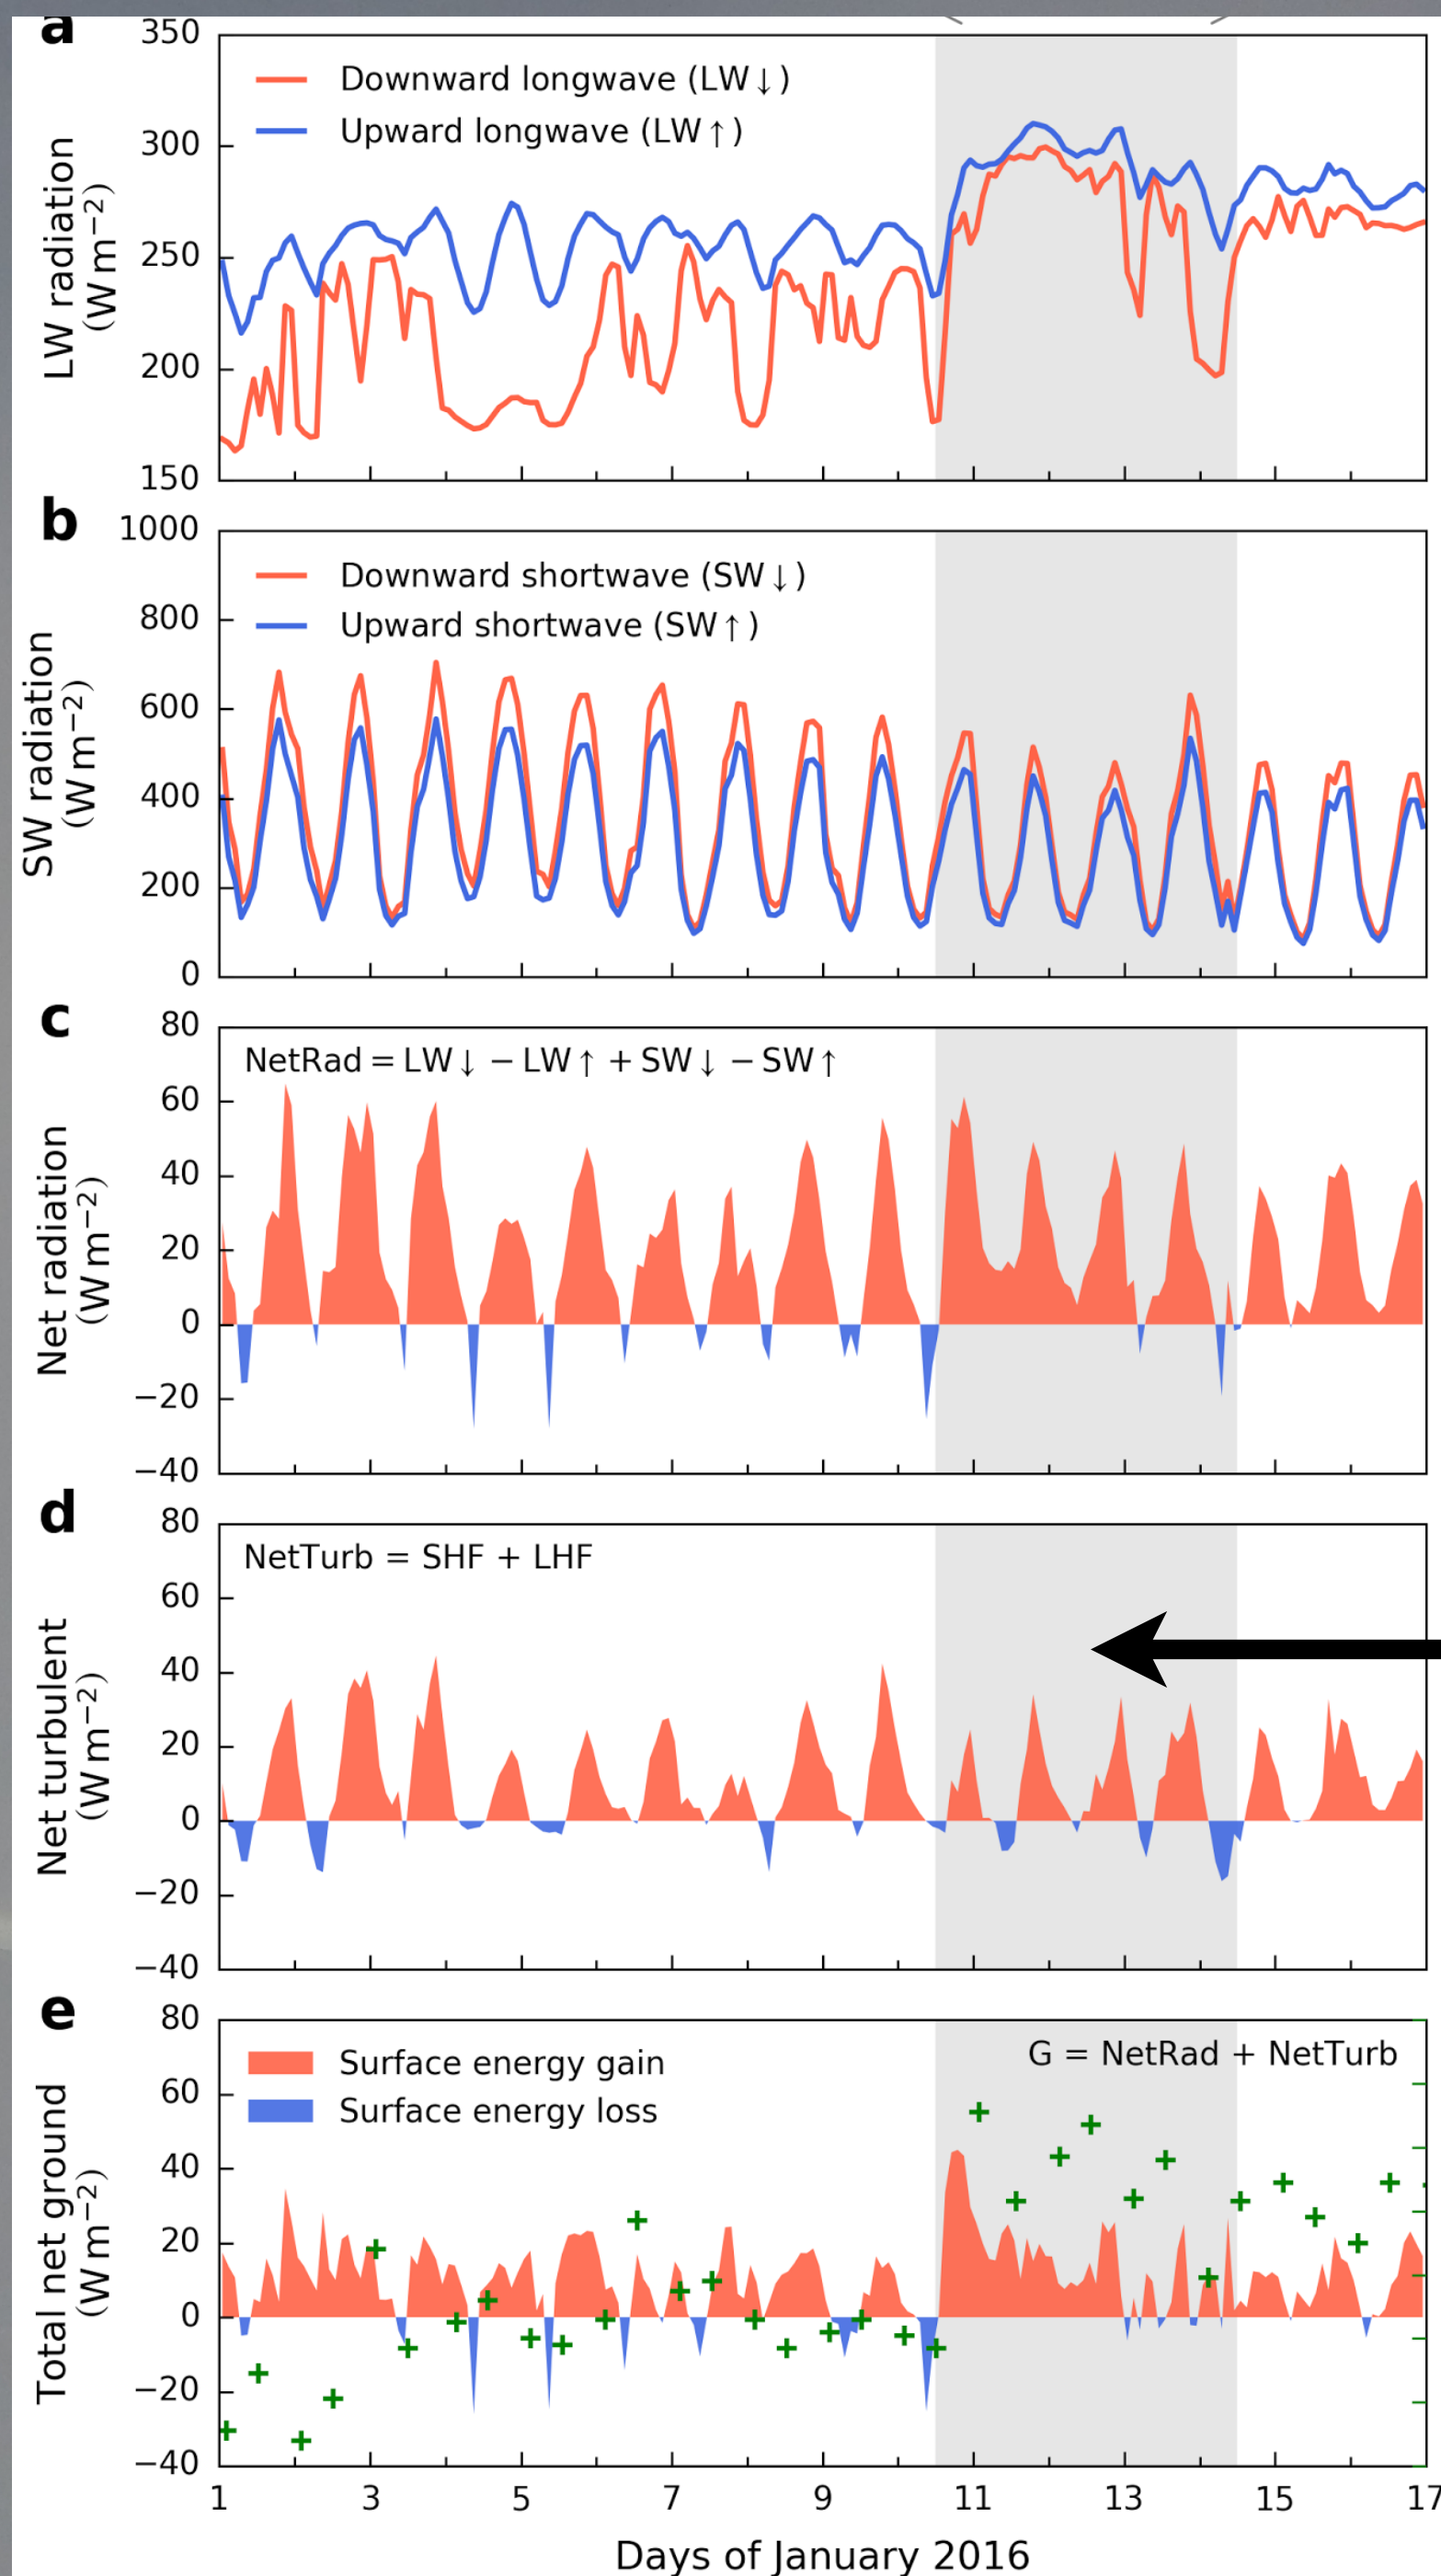 a
350
300
250
200
150
LW radiation
(W m⁻²)
Downward longwave (LW↓)
Upward longwave (LW↑)
b
1000
800
600
400
200
0
SW radiation
(W m⁻²)
Downward shortwave (SW↓)
Upward shortwave (SW↑)
c
80
60
40
20
0
−20
−40
Net radiation
(W m⁻²)
NetRad = LW↓ − LW↑ + SW↓ − SW↑
d
80
60
40
20
0
−20
−40
Net turbulent
(W m⁻²)
NetTurb = SHF + LHF
e
80
60
40
20
0
−20
−40
Total net ground
(W m⁻²)
Surface energy gain
Surface energy loss
G = NetRad + NetTurb
1 3 5 7 9 11 13 15 17
Days of January 2016